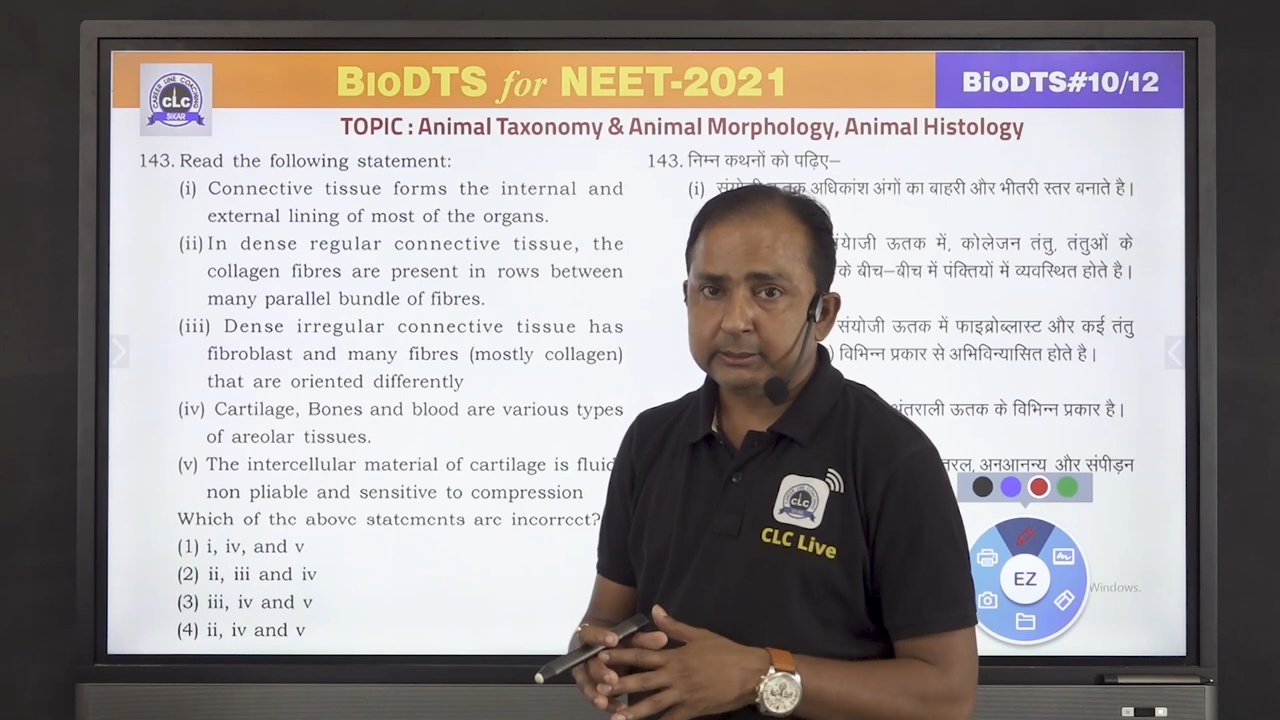 BIODTS for NEET-2021
BioDTS#10/12
CAREER LINE COACHING
CLC
SIKAR
TOPIC : Animal Taxonomy & Animal Morphology, Animal Histology
143. Read the following statement:
(i) Connective tissue forms the internal and
external lining of most of the organs.
(ii) In dense regular connective tissue, the
collagen fibres are present in rows between
many parallel bundle of fibres.
(iii) Dense irregular connective tissue has
fibroblast and many fibres (mostly collagen)
that are oriented differently
(iv) Cartilage, Bones and blood are various types
of areolar tissues.
(v) The intercellular material of cartilage is fluid
non pliable and sensitive to compression
Which of the above statements are incorrect?
(1) i, iv, and v
(2) ii, iii and iv
(3) iii, iv and v
(4) ii, iv and v
143. निम्न कथनों को पढ़िए–
(i) अधिकांश अंगों का बाहरी और भीतरी स्तर बनाते है।
ऊतक में, कोलेजन तंतु, तंतुओं के
के बीच–बीच में पंक्तियों में व्यवस्थित होते है।
संयोजी ऊतक में फाइब्रोब्लास्ट और कई तंतु
विभिन्न प्रकार से अभिविन्यासित होते है।
अंतराली ऊतक के विभिन्न प्रकार है।
तरल, अनआनन्य और संपीड़न
EZ
Windows.
CLC
CLC Live